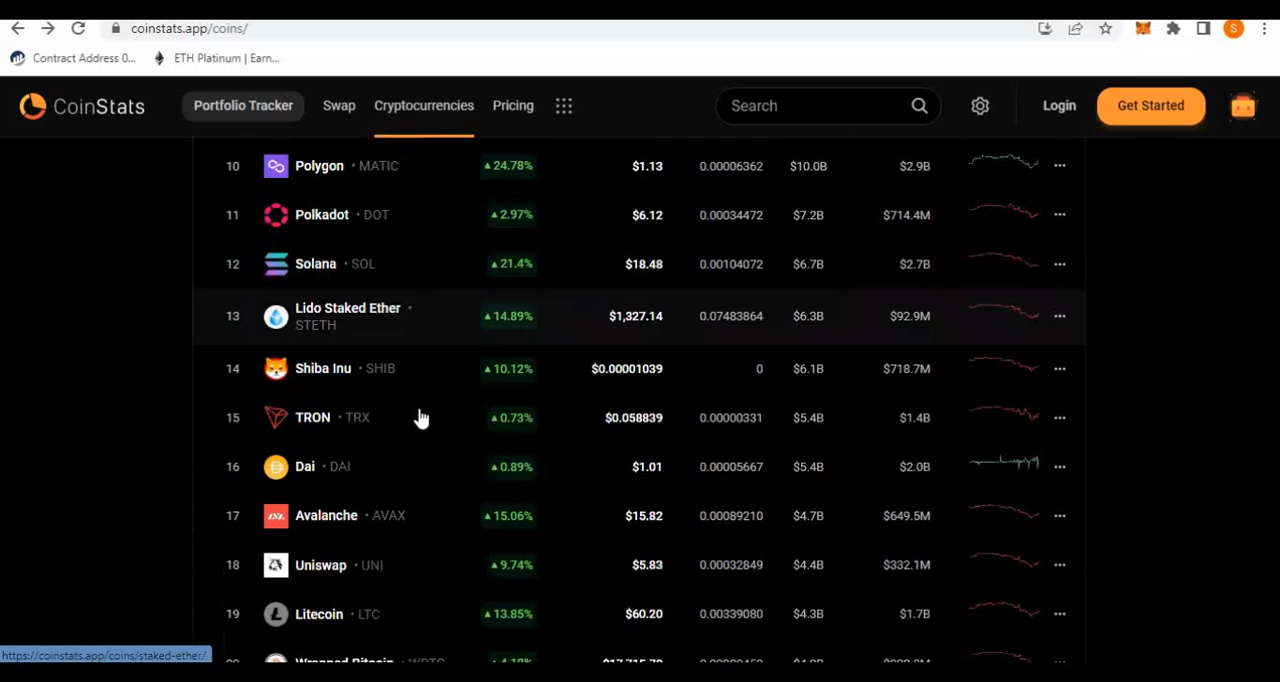 coinstats.app/coins/
S
Contract Address 0... ETH Platinum | Earn...
CoinStats Portfolio Tracker Swap Cryptocurrencies Pricing Search Login Get Started
10 Polygon • MATIC ▲24.78% $1.13 0.00006362 $10.0B $2.9B
11 Polkadot • DOT ▲2.97% $6.12 0.00034472 $7.2B $714.4M
12 Solana • SOL ▲21.4% $18.48 0.00104072 $6.7B $2.7B
13 Lido Staked Ether • ▲14.89% $1,327.14 0.07483864 $6.3B $92.9M
STETH
14 Shiba Inu • SHIB ▲10.12% $0.00001039 0 $6.1B $718.7M
15 TRON • TRX ▲0.73% $0.058839 0.00000331 $5.4B $1.4B
16 Dai • DAI ▲0.89% $1.01 0.00005667 $5.4B $2.0B
17 Avalanche • AVAX ▲15.06% $15.82 0.00089210 $4.7B $649.5M
18 Uniswap • UNI ▲9.74% $5.83 0.00032849 $4.4B $332.1M
19 Litecoin • LTC ▲13.85% $60.20 0.00339080 $4.3B $1.7B
Wrapped Bitcoin • WBTC
https://coinstats.app/coins/staked-ether/